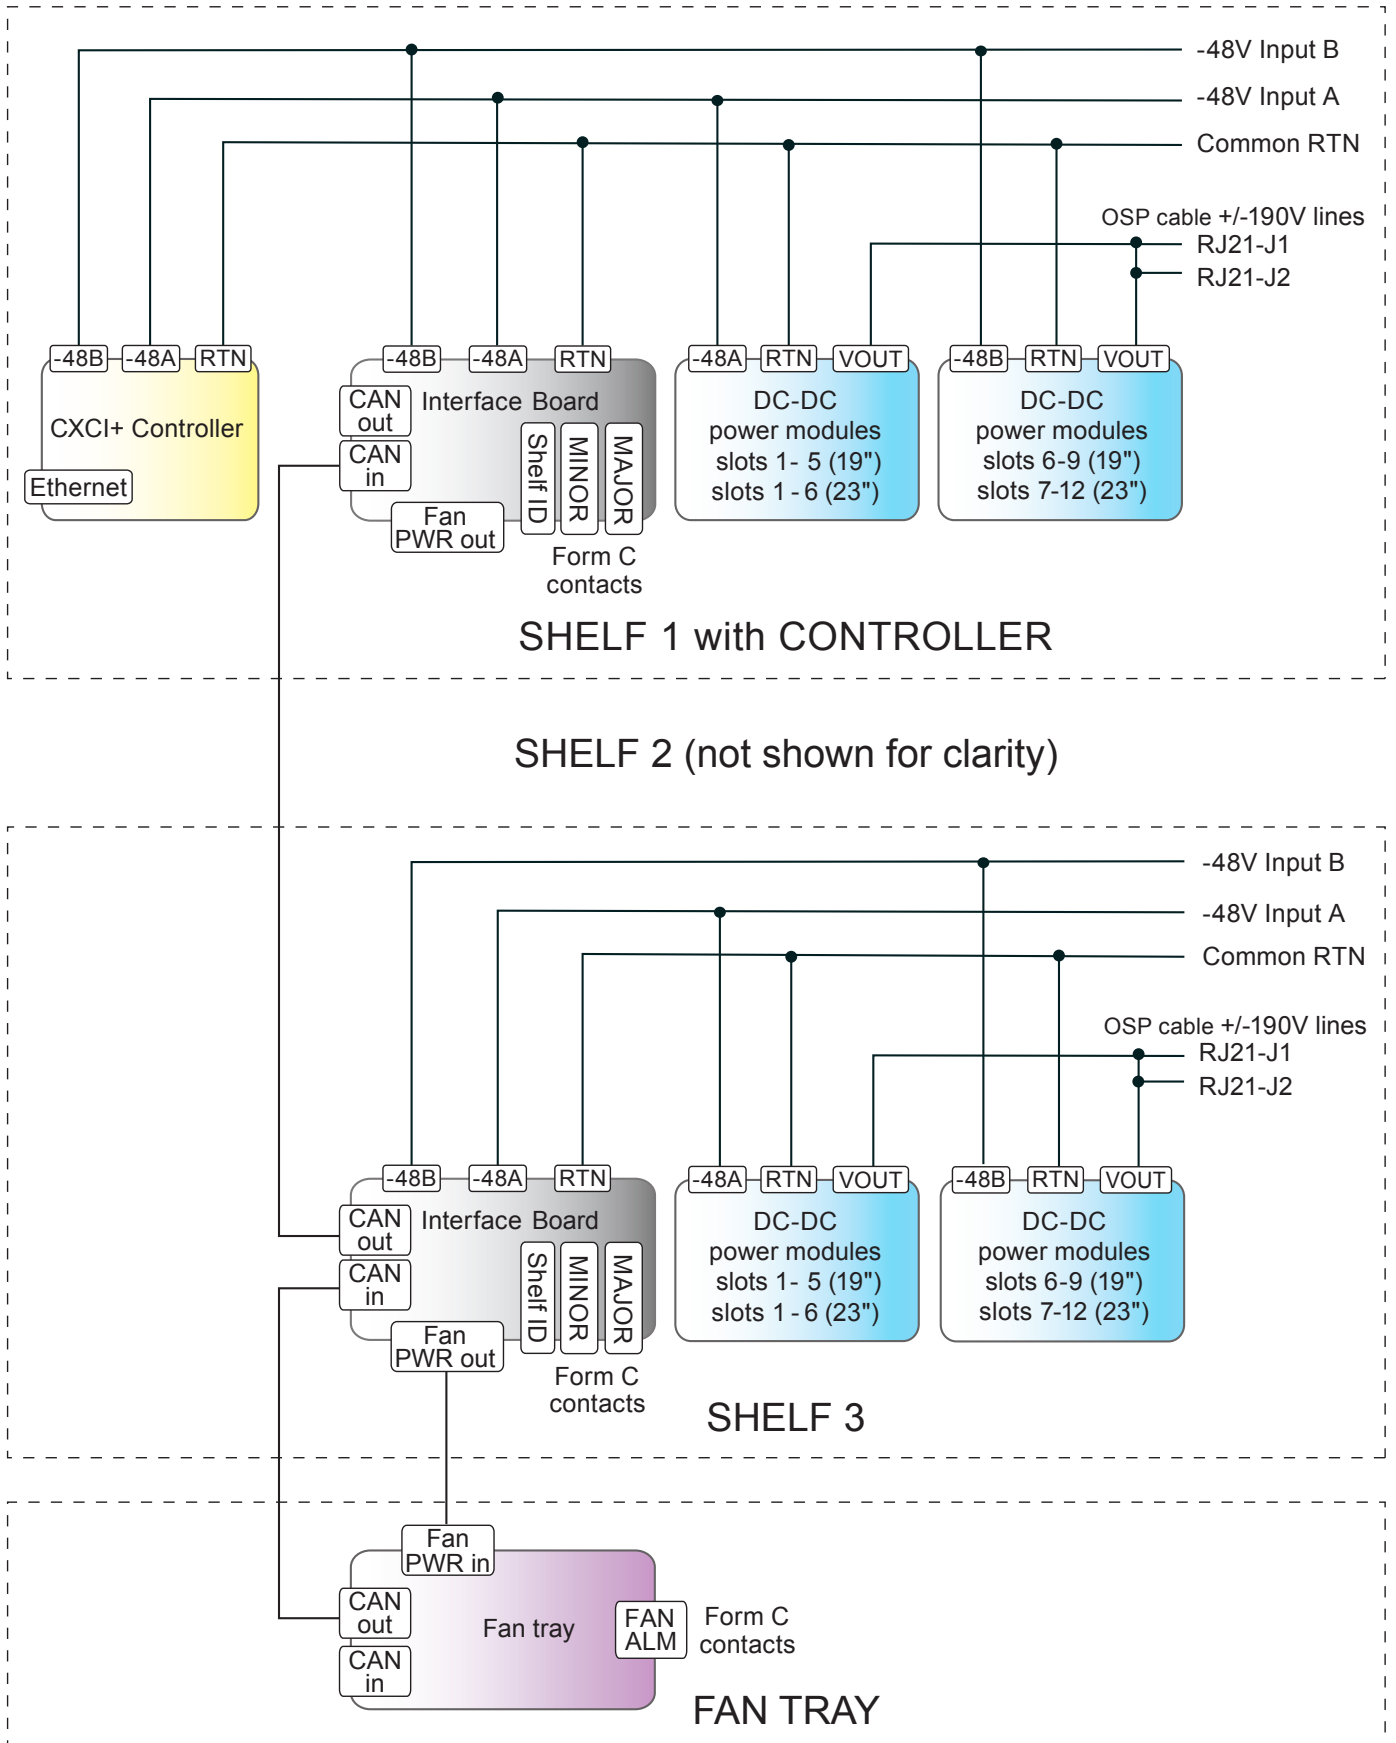 -48V Input B
-48V Input A
Common RTN
OSP cable +/-190V lines
RJ21-J1
RJ21-J2
-48B
-48A
RTN
CXCI+ Controller
Ethernet
-48B
-48A
RTN
CAN
out
Interface Board
CAN
in
Shelf ID
MINOR
MAJOR
Fan
PWR out
Form C
contacts
-48A
RTN
VOUT
DC-DC
power modules
slots 1- 5 (19")
slots 1 - 6 (23")
-48B
RTN
VOUT
DC-DC
power modules
slots 6-9 (19")
slots 7-12 (23")
SHELF 1 with CONTROLLER
SHELF 2 (not shown for clarity)
-48V Input B
-48V Input A
Common RTN
OSP cable +/-190V lines
RJ21-J1
RJ21-J2
-48B
-48A
RTN
CAN
out
Interface Board
CAN
in
Shelf ID
MINOR
MAJOR
Fan
PWR out
Form C
contacts
-48A
RTN
VOUT
DC-DC
power modules
slots 1- 5 (19")
slots 1 - 6 (23")
-48B
RTN
VOUT
DC-DC
power modules
slots 6-9 (19")
slots 7-12 (23")
SHELF 3
Fan
PWR in
CAN
out
CAN
in
Fan tray
FAN
ALM
Form C
contacts
FAN TRAY